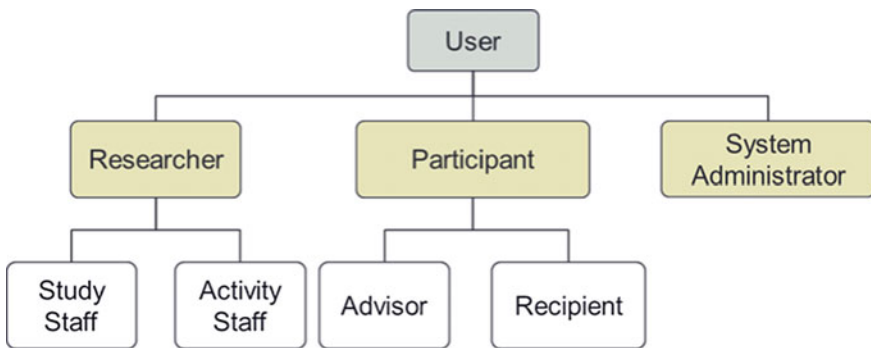 User
Researcher
Participant
System
Administrator
Study
Staff
Activity
Staff
Advisor
Recipient